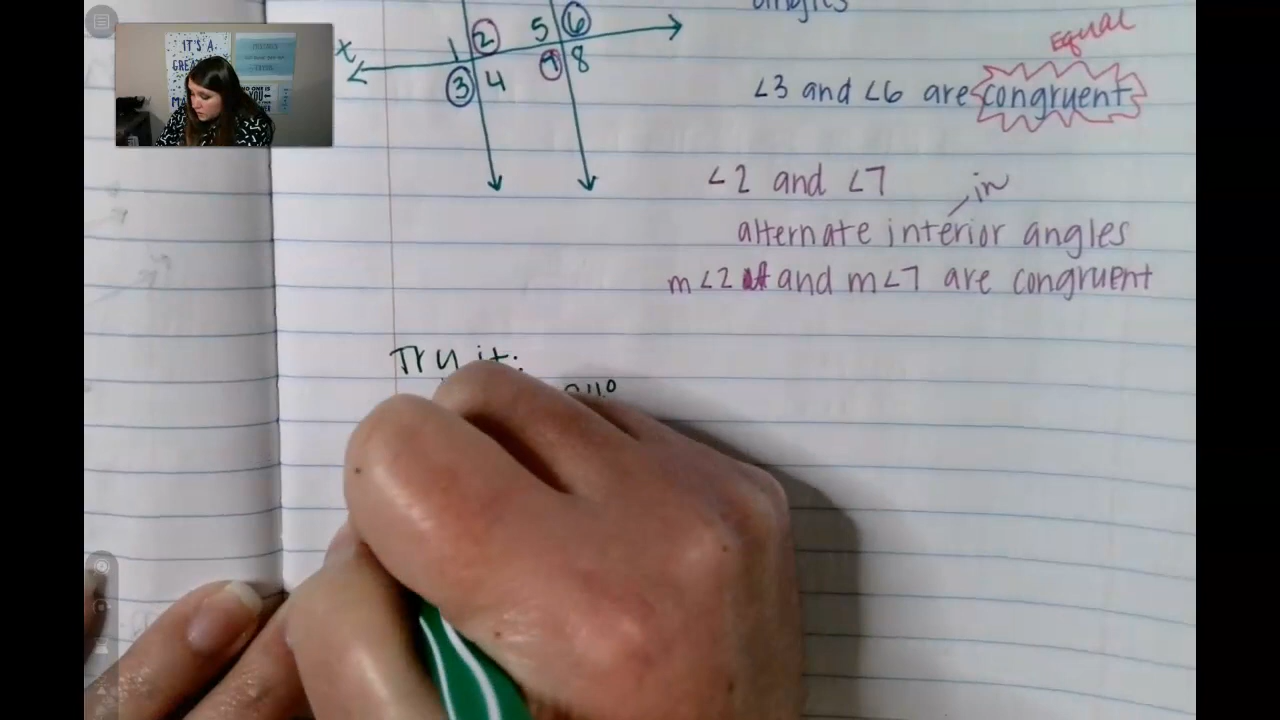 angles
Equal
x 1 2 5 6
3 4 7 8
∠3 and ∠6 are congruent
∠2 and ∠7
in
alternate interior angles
m∠2 and m∠7 are congruent
Try it:
IT'S A